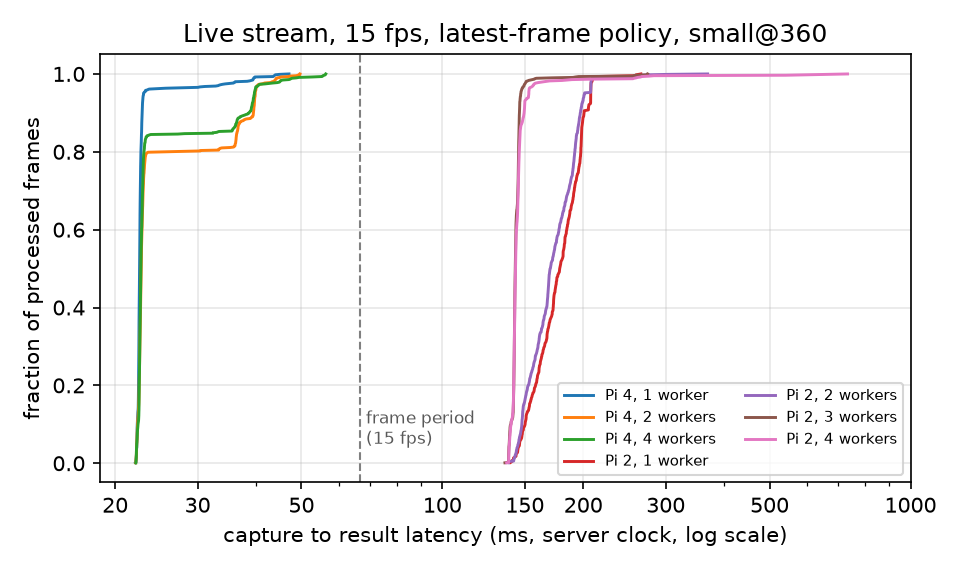 Live stream, 15 fps, latest-frame policy, small@360
fraction of processed frames
1.0
0.8
0.6
0.4
0.2
0.0
frame period
(15 fps)
Pi 4, 1 worker
Pi 4, 2 workers
Pi 4, 4 workers
Pi 2, 1 worker
Pi 2, 2 workers
Pi 2, 3 workers
Pi 2, 4 workers
20 30 50 100 150 200 300 500 1000
capture to result latency (ms, server clock, log scale)